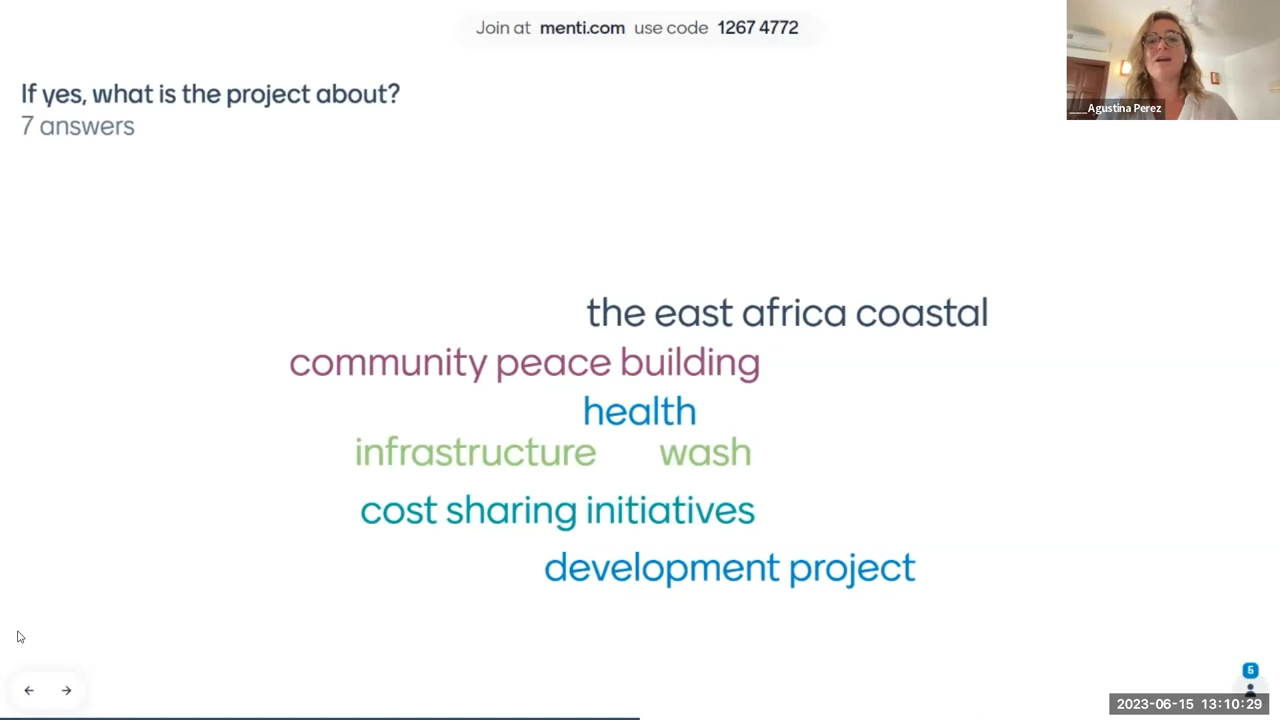 Join at menti.com use code 1267 4772
If yes, what is the project about?
7 answers
___Agustina Perez
the east africa coastal
community peace building
health
infrastructure wash
cost sharing initiatives
development project
5
2023-06-15 13:10:29